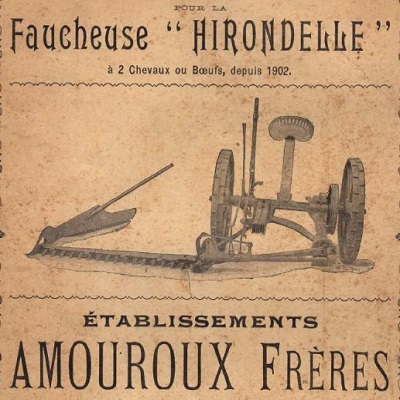 POUR LA
Faucheuse “HIRONDELLE”
à 2 Chevaux ou Bœufs, depuis 1902.
ÉTABLISSEMENTS
AMOUROUX FRÈRES